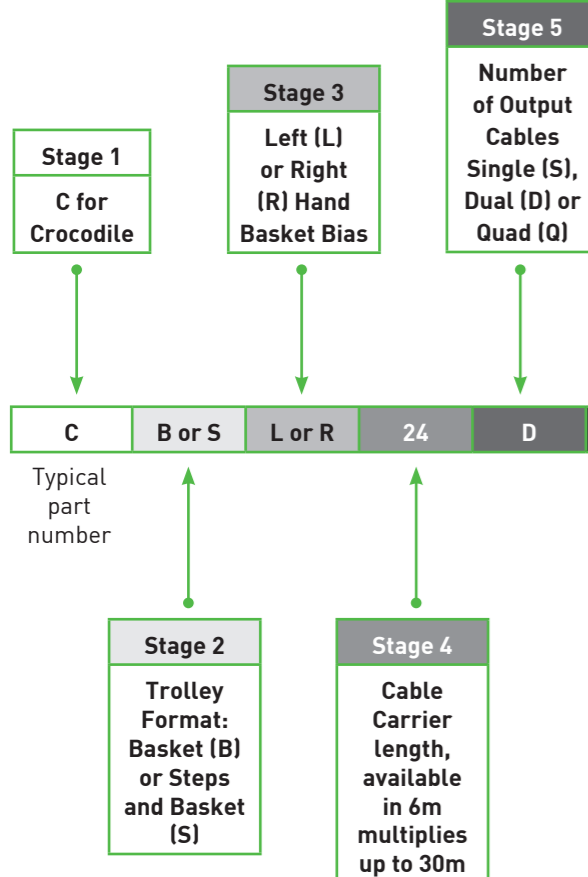 Stage 1
C for
Crocodile
Stage 3
Left (L)
or Right
(R) Hand
Basket Bias
Stage 5
Number
of Output
Cables
Single (S),
Dual (D) or
Quad (Q)
C B or S L or R 24 D
Typical
part
number
Stage 2
Trolley
Format:
Basket (B)
or Steps
and Basket
(S)
Stage 4
Cable
Carrier
length,
available
in 6m
multiplies
up to 30m